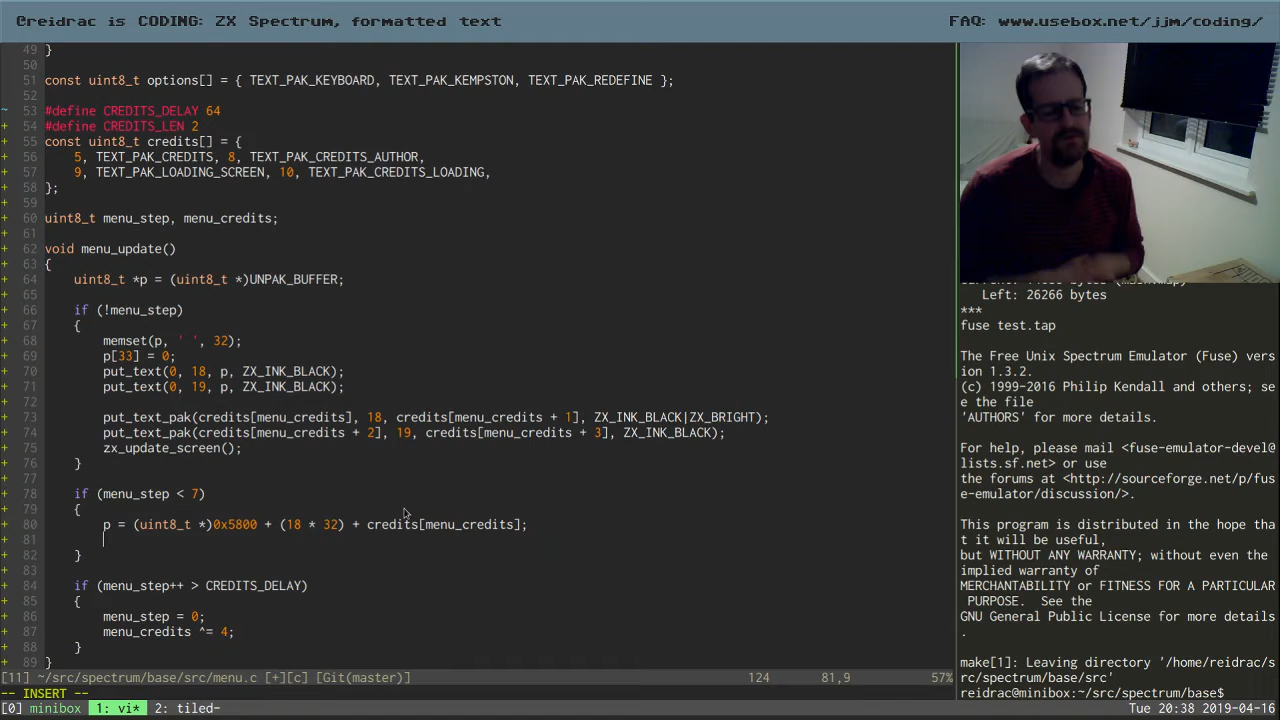 @reidrac is CODING: ZX Spectrum, formatted text
FAQ: www.usebox.net/jjm/coding/
49 }
50
51 const uint8_t options[] = { TEXT_PAK_KEYBOARD, TEXT_PAK_KEMPSTON, TEXT_PAK_REDEFINE };
52
~ 53 #define CREDITS_DELAY 64
+ 54 #define CREDITS_LEN 2
+ 55 const uint8_t credits[] = {
+ 56 5, TEXT_PAK_CREDITS, 8, TEXT_PAK_CREDITS_AUTHOR,
+ 57 9, TEXT_PAK_LOADING_SCREEN, 10, TEXT_PAK_CREDITS_LOADING,
+ 58 };
+ 59
+ 60 uint8_t menu_step, menu_credits;
+ 61
+ 62 void menu_update()
+ 63 {
+ 64 uint8_t *p = (uint8_t *)UNPAK_BUFFER;
+ 65
+ 66 if (!menu_step)
+ 67 {
+ 68 memset(p, ' ', 32);
+ 69 p[33] = 0;
+ 70 put_text(0, 18, p, ZX_INK_BLACK);
+ 71 put_text(0, 19, p, ZX_INK_BLACK);
+ 72
+ 73 put_text_pak(credits[menu_credits], 18, credits[menu_credits + 1], ZX_INK_BLACK|ZX_BRIGHT);
+ 74 put_text_pak(credits[menu_credits + 2], 19, credits[menu_credits + 3], ZX_INK_BLACK);
+ 75 zx_update_screen();
+ 76 }
+ 77
+ 78 if (menu_step < 7)
+ 79 {
+ 80 p = (uint8_t *)0x5800 + (18 * 32) + credits[menu_credits];
+ 81
+ 82 }
+ 83
+ 84 if (menu_step++ > CREDITS_DELAY)
+ 85 {
+ 86 menu_step = 0;
+ 87 menu_credits ^= 4;
+ 88 }
+ 89 }
[11] ~/src/spectrum/base/src/menu.c [+][c] [Git(master)] 124 81,9 57%
-- INSERT --
Left: 26266 bytes
***
fuse test.tap
The Free Unix Spectrum Emulator (Fuse) vers
ion 1.3.2.
(c) 1999-2016 Philip Kendall and others; se
e the file
'AUTHORS' for more details.
For help, please mail <fuse-emulator-devel@
lists.sf.net> or use
the forums at <http://sourceforge.net/p/fus
e-emulator/discussion/>.
This program is distributed in the hope tha
t it will be useful,
but WITHOUT ANY WARRANTY; without even the
implied warranty of
MERCHANTABILITY or FITNESS FOR A PARTICULAR
PURPOSE. See the
GNU General Public License for more details
.
make[1]: Leaving directory '/home/reidrac/s
rc/spectrum/base/src'
reidrac@minibox:~/src/spectrum/base$
[0] minibox 1: vi* 2: tiled-
Tue 20:38 2019-04-16